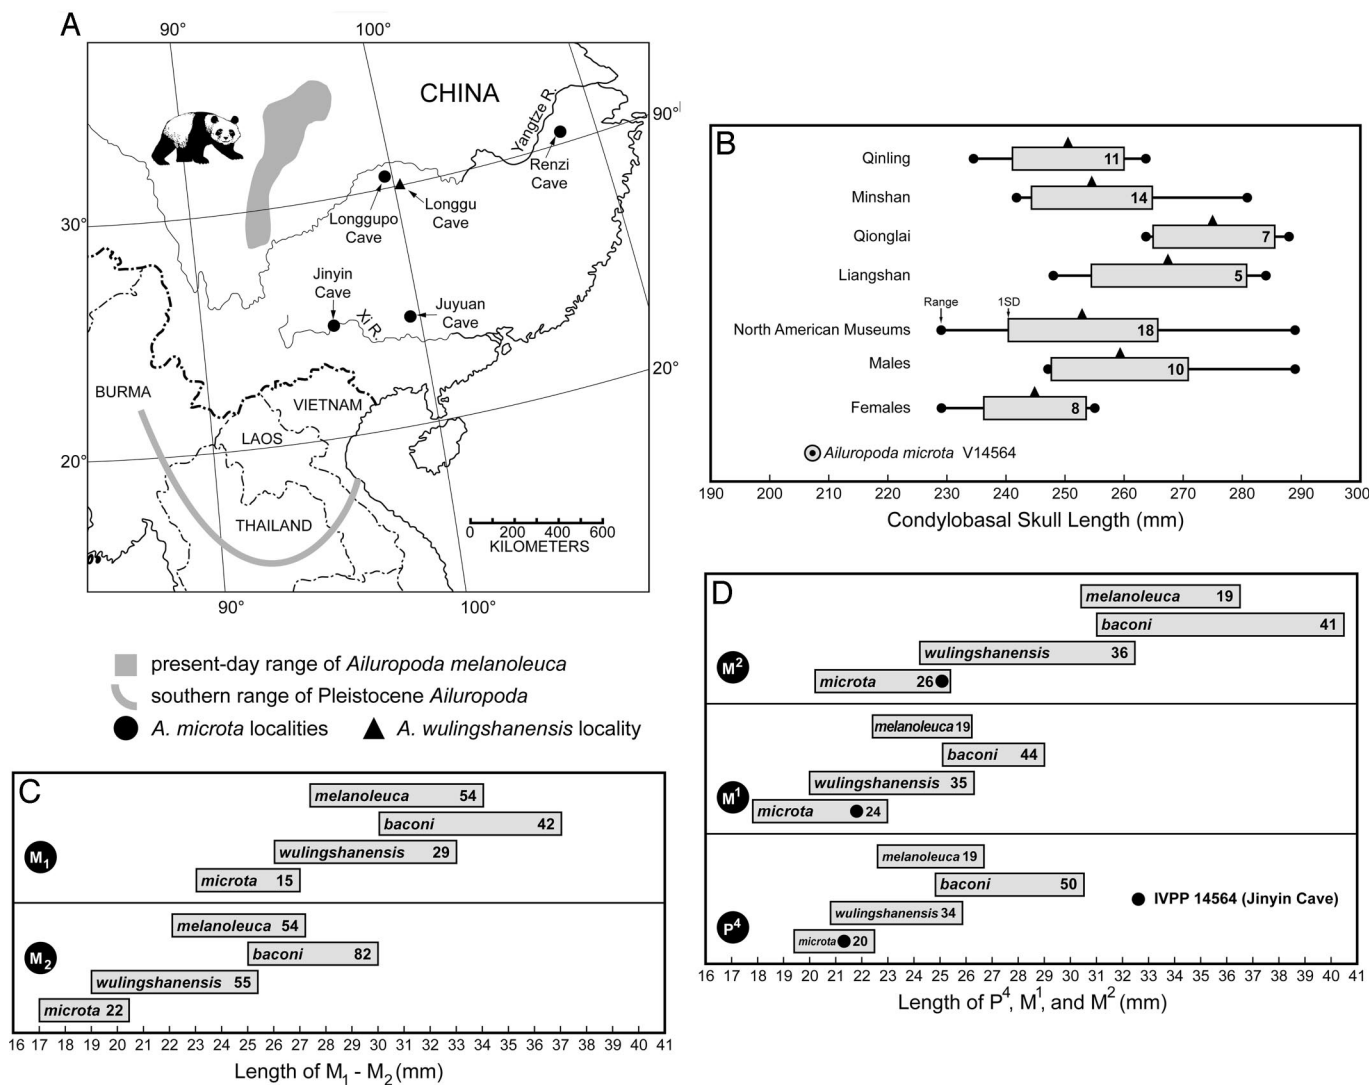 A
90°
100°
CHINA
Yangtze R.
90°
Renzi
Cave
Longgu
Cave
Longgupo
Cave
30°
Jinyin
Cave
Xi R.
Juyuan
Cave
20°
BURMA
VIETNAM
LAOS
20°
THAILAND
0 200 400 600
KILOMETERS
90°
100°
present-day range of Ailuropoda melanoleuca
southern range of Pleistocene Ailuropoda
A. microta localities
A. wulingshanensis locality
B
Qinling 11
Minshan 14
Qionglai 7
Liangshan 5
Range 1SD
North American Museums 18
Males 10
Females 8
Ailuropoda microta V14564
190 200 210 220 230 240 250 260 270 280 290 300
Condylobasal Skull Length (mm)
C
melanoleuca 54
baconi 42
M1
wulingshanensis 29
microta 15
melanoleuca 54
baconi 82
M2
wulingshanensis 55
microta 22
16 17 18 19 20 21 22 23 24 25 26 27 28 29 30 31 32 33 34 35 36 37 38 39 40 41
Length of M1 - M2 (mm)
D
melanoleuca 19
baconi 41
wulingshanensis 36
M2
microta 26
melanoleuca 19
baconi 44
wulingshanensis 35
M1
microta 24
melanoleuca 19
baconi 50
IVPP 14564 (Jinyin Cave)
wulingshanensis 34
P4
microta 20
16 17 18 19 20 21 22 23 24 25 26 27 28 29 30 31 32 33 34 35 36 37 38 39 40 41
Length of P4, M1, and M2 (mm)